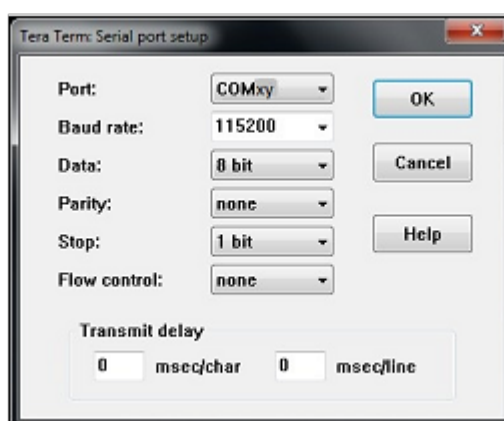 Tera Term: Serial port setup
Port: COMxy
OK
Baud rate: 115200
Data: 8 bit
Cancel
Parity: none
Stop: 1 bit
Help
Flow control: none
Transmit delay
0 msec/char 0 msec/line